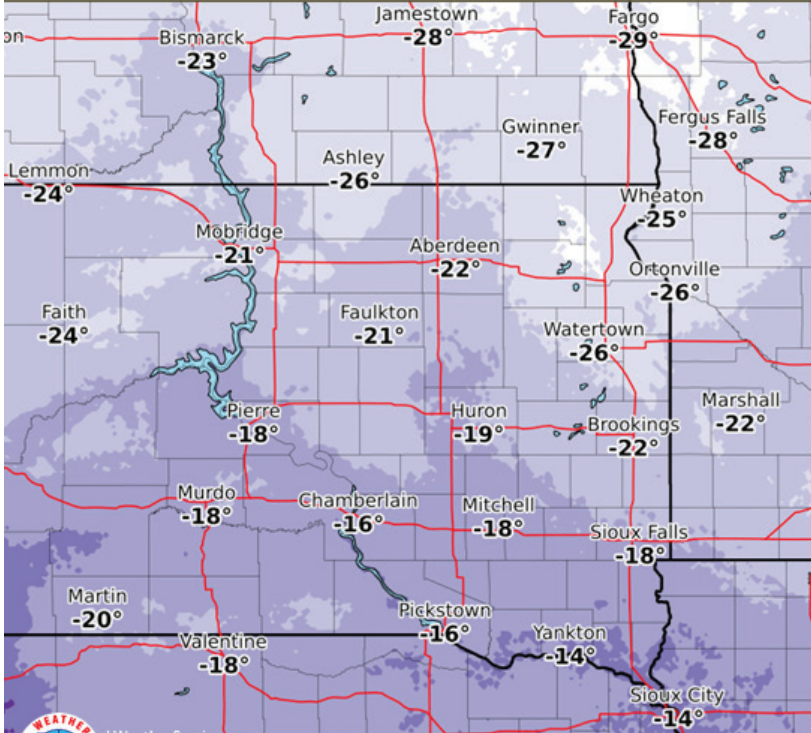 Jamestown
-28°
Fargo
-29°
on
Bismarck
-23°
Gwinner
-27°
Fergus Falls
-28°
Ashley
-26°
Lemmon
-24°
Wheaton
-25°
Mobridge
-21°
Aberdeen
-22°
Ortonville
-26°
Faith
-24°
Faulkton
-21°
Watertown
-26°
Pierre
-18°
Huron
-19°
Brookings
-22°
Marshall
-22°
Murdo
-18°
Chamberlain
-16°
Mitchell
-18°
Sioux Falls
-18°
Martin
-20°
Pickstown
-16°
Yankton
-14°
Valentine
-18°
Sioux City
-14°
WEATHER